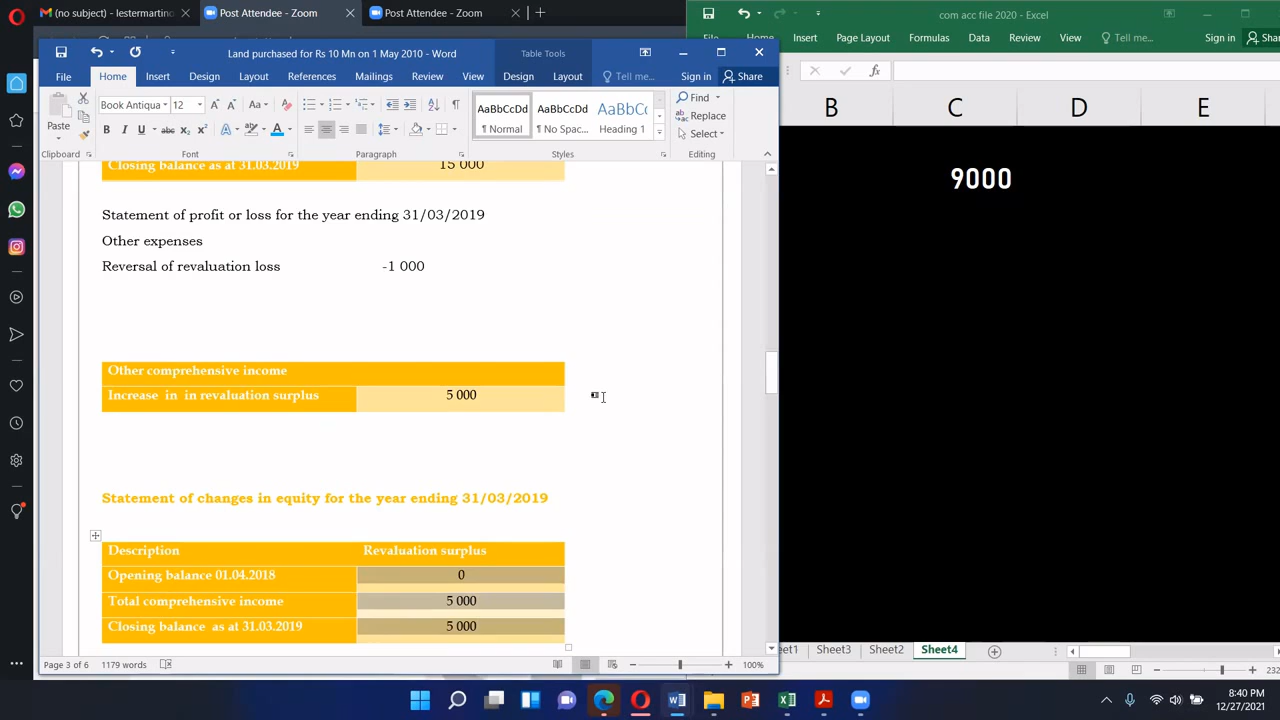 (no subject) - lestermartino
Post Attendee - Zoom
Post Attendee - Zoom
com acc file 2020 - Excel
Land purchased for Rs 10 Mn on 1 May 2010 - Word
Table Tools
File
Home
Insert
Design
Layout
References
Mailings
Review
View
Design
Layout
Tell me...
Sign in
Share
Insert
Page Layout
Formulas
Data
Review
View
Tell me...
Sign in
Paste
Book Antiqua
12
AaBbCcDd
AaBbCcDd
AaBbC
¶ Normal
¶ No Spac...
Heading 1
Find
Replace
Select
Clipboard
Font
Paragraph
Styles
Editing
fx
B
C
D
E
9000
Closing balance as at 31.03.2019
15 000
Statement of profit or loss for the year ending 31/03/2019
Other expenses
Reversal of revaluation loss -1 000
Other comprehensive income
Increase in in revaluation surplus 5 000
Statement of changes in equity for the year ending 31/03/2019
Description Revaluation surplus
Opening balance 01.04.2018 0
Total comprehensive income 5 000
Closing balance as at 31.03.2019 5 000
Page 3 of 6
1179 words
100%
Sheet3
Sheet2
Sheet4
232
8:40 PM
12/27/2021